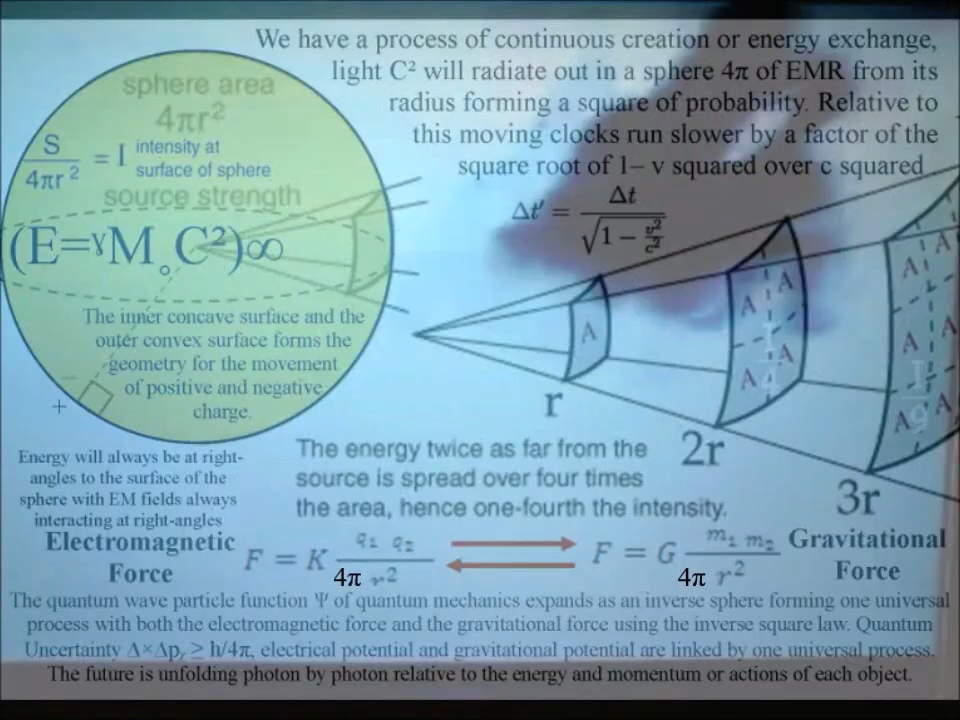 We have a process of continuous creation or energy exchange,
light C² will radiate out in a sphere 4π of EMR from its
radius forming a square of probability. Relative to
this moving clocks run slower by a factor of the
square root of 1– v squared over c squared
Δt′ = Δt / √1 − v²/c²
sphere area
4πr²
S / 4πr² = I intensity at
surface of sphere
source strength
(E=ᵞM₀C²)∞
The inner concave surface and the
outer convex surface forms the
geometry for the movement
of positive and negative
charge.
− +
A
A A A A
1/4
A A A A A A
1/9
r
2r
3r
Energy will always be at right-
angles to the surface of the
sphere with EM fields always
interacting at right-angles
The energy twice as far from the
source is spread over four times
the area, hence one-fourth the intensity.
Electromagnetic
Force
F = K q₁ q₂ / 4π r²
F = G m₁ m₂ / 4π r²
Gravitational
Force
The quantum wave particle function Ψ of quantum mechanics expands as an inverse sphere forming one universal
process with both the electromagnetic force and the gravitational force using the inverse square law. Quantum
Uncertainty Δ×Δpₓ ≥ h/4π, electrical potential and gravitational potential are linked by one universal process.
The future is unfolding photon by photon relative to the energy and momentum or actions of each object.